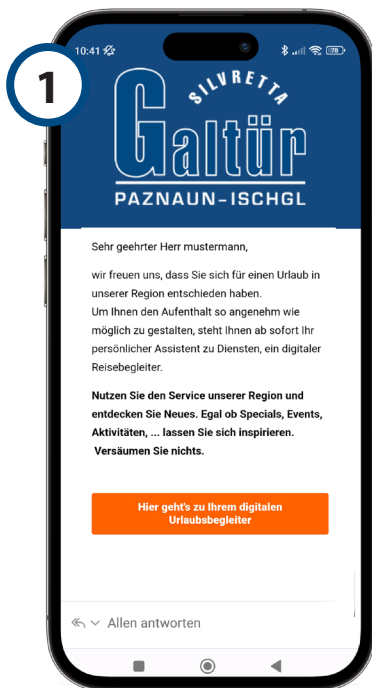 1
10:41
78
SILVRETTA
Galtür
PAZNAUN-ISCHGL
Sehr geehrter Herr mustermann,
wir freuen uns, dass Sie sich für einen Urlaub in
unserer Region entschieden haben.
Um Ihnen den Aufenthalt so angenehm wie
möglich zu gestalten, steht Ihnen ab sofort Ihr
persönlicher Assistent zu Diensten, ein digitaler
Reisebegleiter.
Nutzen Sie den Service unserer Region und
entdecken Sie Neues. Egal ob Specials, Events,
Aktivitäten, ... lassen Sie sich inspirieren.
Versäumen Sie nichts.
Hier geht's zu Ihrem digitalen
Urlaubsbegleiter
Allen antworten